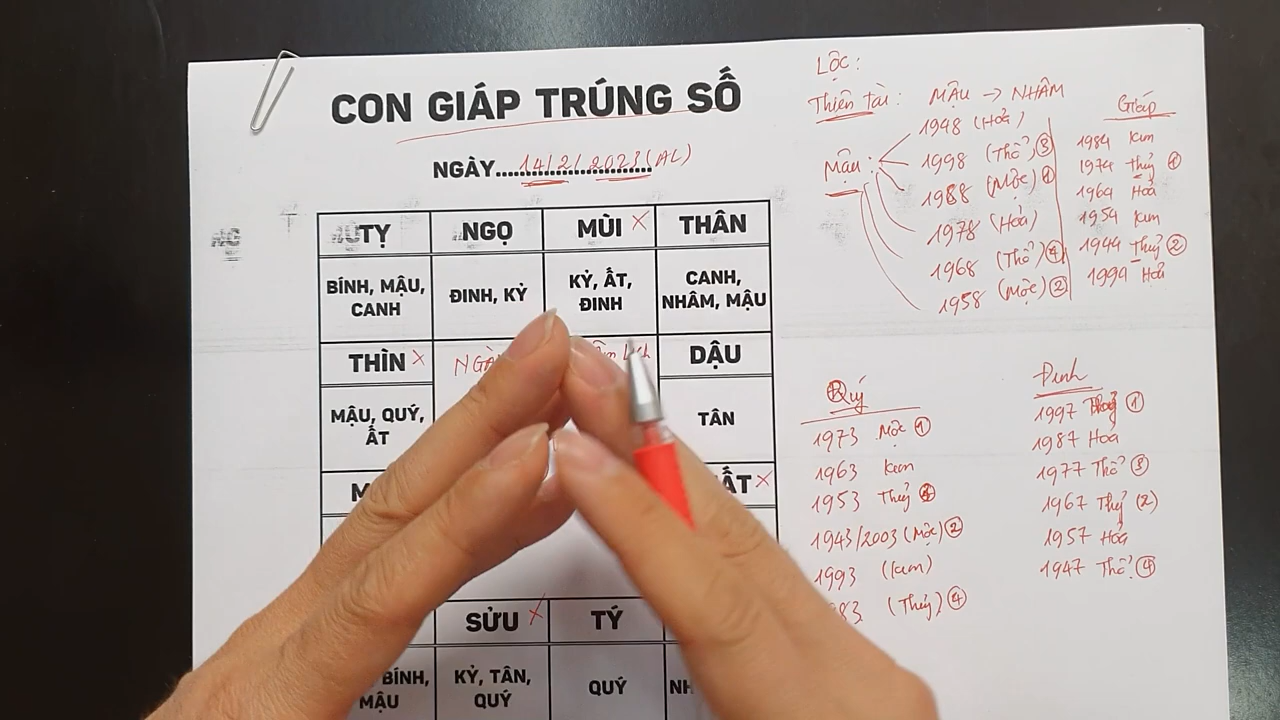 CON GIÁP TRÚNG SỐ
NGÀY.....14/2/2023 (AL)
TỴ NGỌ MÙI × THÂN
BÍNH, MẬU, CANH
ĐINH, KỶ
KỶ, ẤT, ĐINH
CANH, NHÂM, MẬU
THÌN × DẬU
MẬU, QUÝ, ẤT
TÂN
SỬU × TÝ
BÍNH, MẬU
KỶ, TÂN, QUÝ
QUÝ
LỘC:
Thiên tài: MẬU → NHÂM
Mậu:
1948 (Hoả)
1998 (Thổ) ③
1988 (Mộc) ①
1978 (Hoả)
1968 (Thổ) ④
1958 (Mộc) ②
Giáp
1984 Kim
1974 Thuỷ ①
1964 Hoả
1954 Kim
1944 Thuỷ ②
1994 Hoả
Quý
1973 Mộc ①
1963 Kim
1953 Thuỷ
1943/2003 (Mộc) ②
1993 (Kim)
(Thuỷ) ④
Đinh
1997 Thuỷ ①
1987 Hoả
1977 Thổ ③
1967 Thuỷ (2)
1957 Hoả
1947 Thổ ④